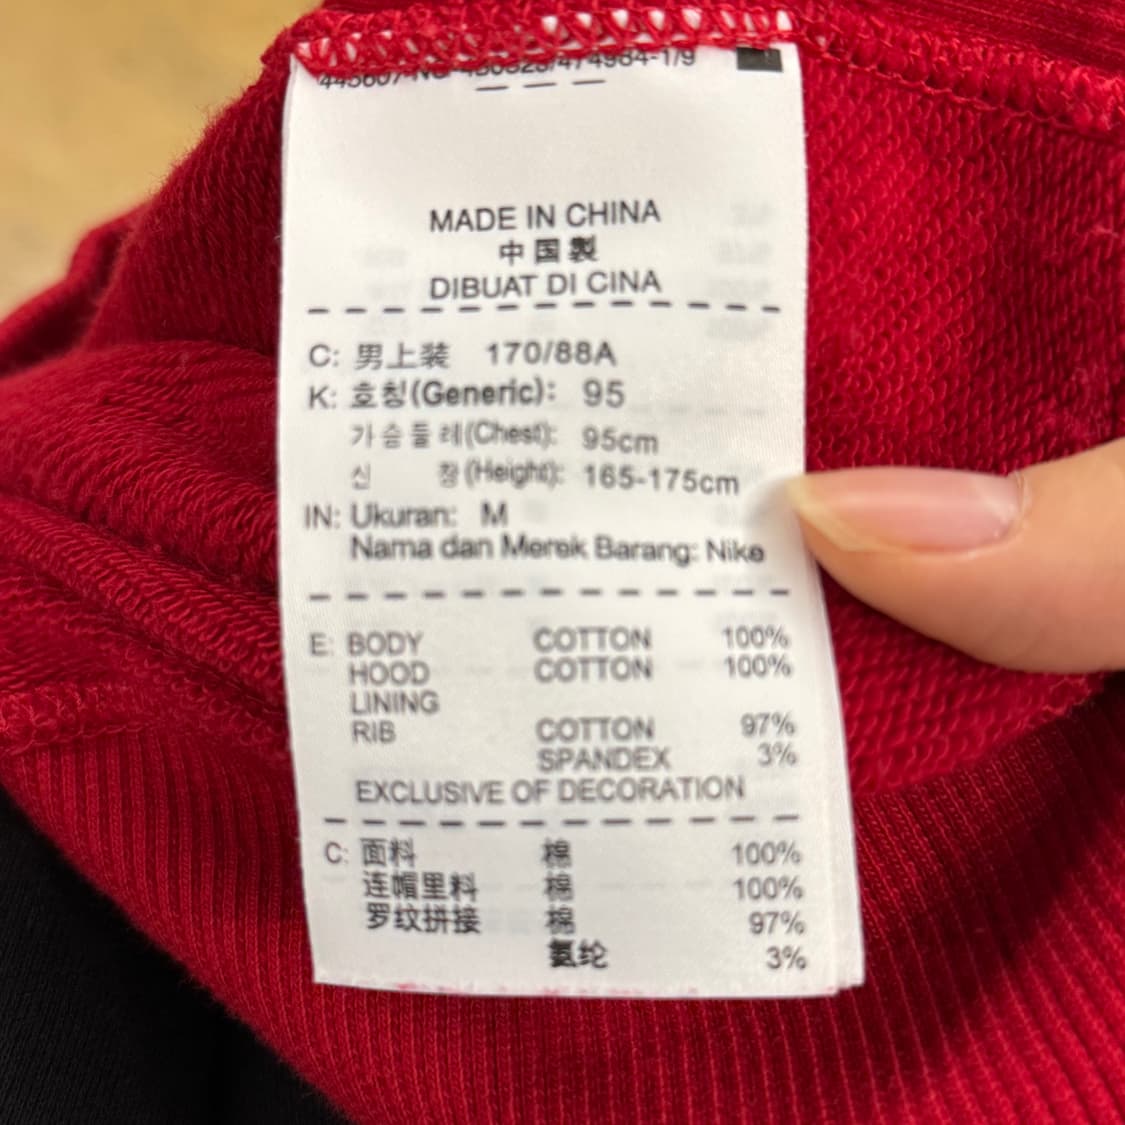 MADE IN CHINA
中国製
DIBUAT DI CINA
C: 男上装 170/88A
K: 호칭(Generic): 95
가슴둘레(Chest): 95cm
신 장(Height): 165-175cm
IN: Ukuran: M
Nama dan Merek Barang: Nike
E: BODY COTTON 100%
HOOD COTTON 100%
LINING
RIB COTTON 97%
SPANDEX 3%
EXCLUSIVE OF DECORATION
C: 面料 棉 100%
连帽里料 棉 100%
罗纹拼接 棉 97%
氨纶 3%